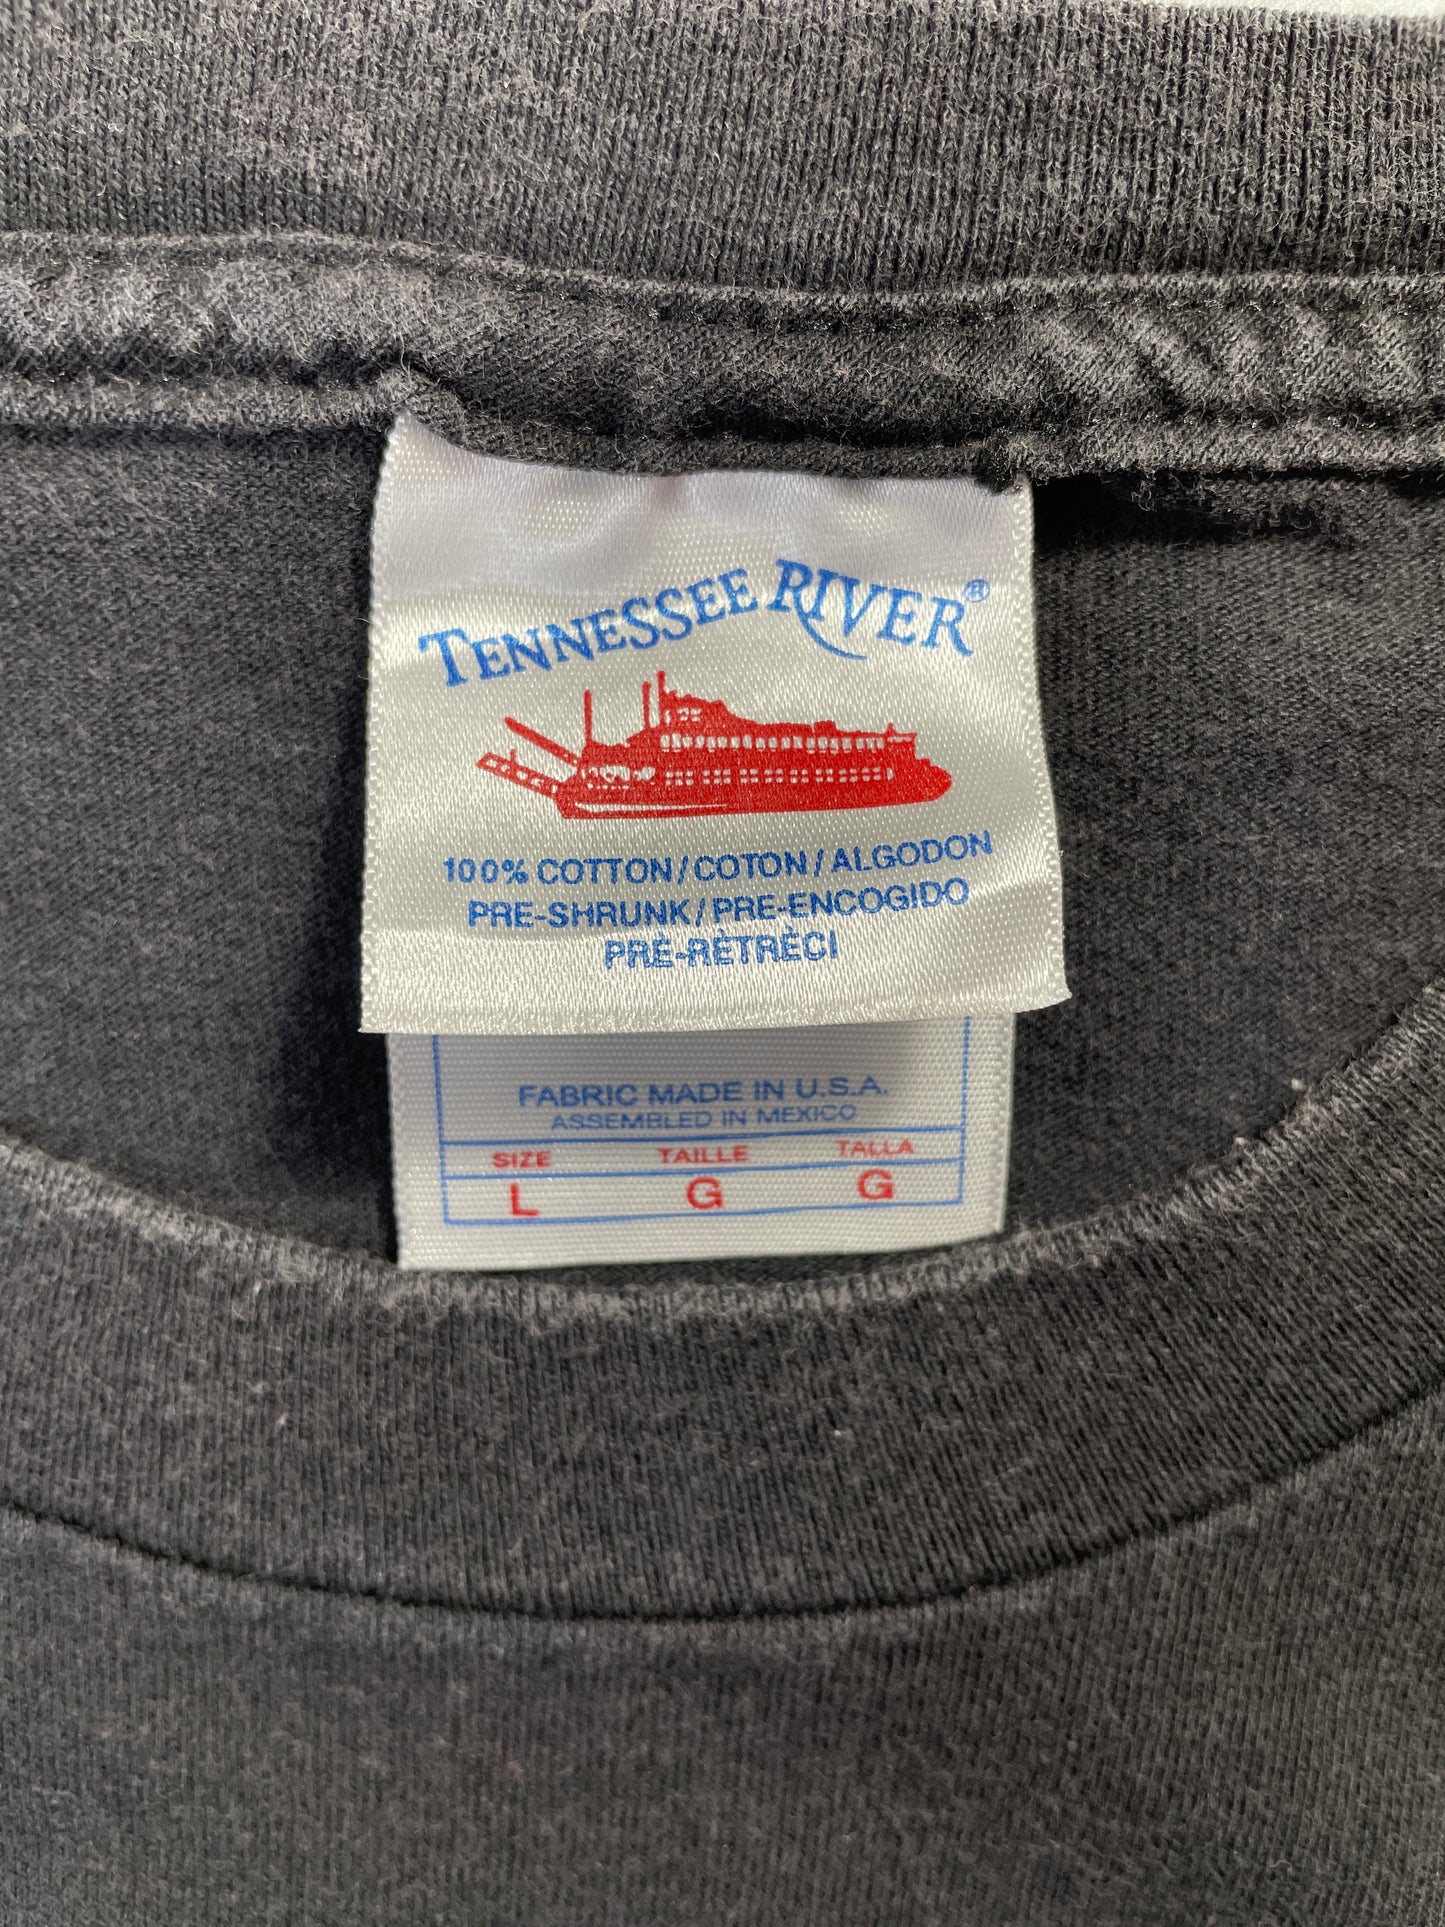 TENNESSEE RIVER®
100% COTTON/COTON/ALGODON
PRE-SHRUNK/PRE-ENCOGIDO
PRÈ-RÈTRÈCI
FABRIC MADE IN U.S.A.
ASSEMBLED IN MEXICO
SIZE TAILLE TALLA
L G G